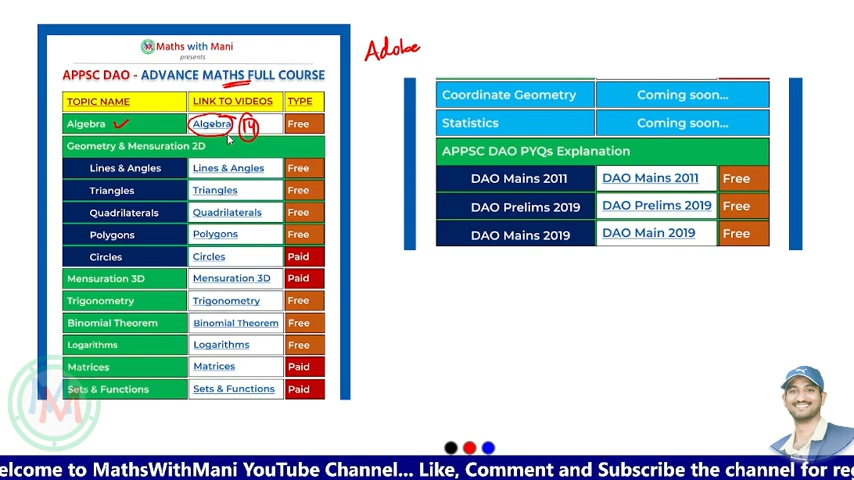 Maths with Mani
presents
APPSC DAO - ADVANCE MATHS FULL COURSE
TOPIC NAME LINK TO VIDEOS TYPE
Algebra Algebra 14 Free
Geometry & Mensuration 2D
Lines & Angles Lines & Angles Free
Triangles Triangles Free
Quadrilaterals Quadrilaterals Free
Polygons Polygons Free
Circles Circles Paid
Mensuration 3D Mensuration 3D Paid
Trigonometry Trigonometry Free
Binomial Theorem Binomial Theorem Free
Logarithms Logarithms Free
Matrices Matrices Paid
Sets & Functions Sets & Functions Paid
Adobe
Coordinate Geometry Coming soon...
Statistics Coming soon...
APPSC DAO PYQs Explanation
DAO Mains 2011 DAO Mains 2011 Free
DAO Prelims 2019 DAO Prelims 2019 Free
DAO Mains 2019 DAO Main 2019 Free
MM
elcome to MathsWithMani YouTube Channel... Like, Comment and Subscribe the channel for reg